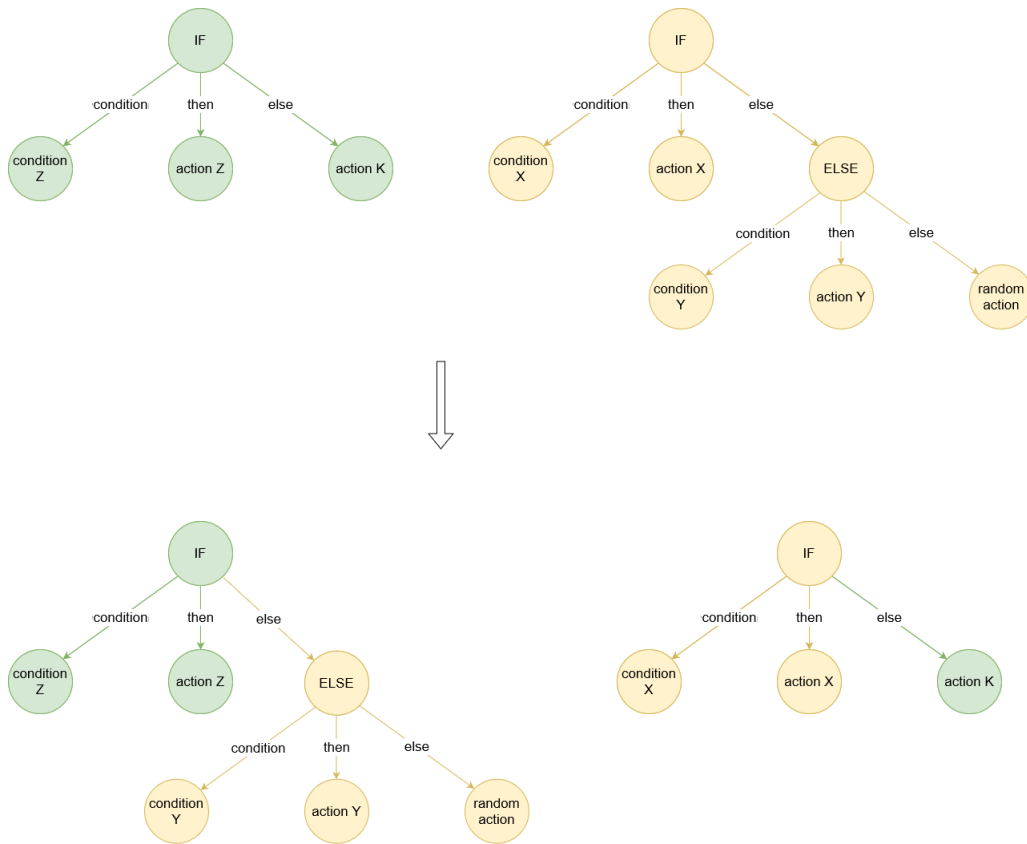 IF
IF
condition
then
else
condition
then
else
condition
Z
action Z
action K
condition
X
action X
ELSE
condition
then
else
condition
Y
action Y
random
action
IF
IF
condition
then
else
condition
then
else
condition
Z
action Z
ELSE
condition
X
action X
action K
condition
then
else
condition
Y
action Y
random
action